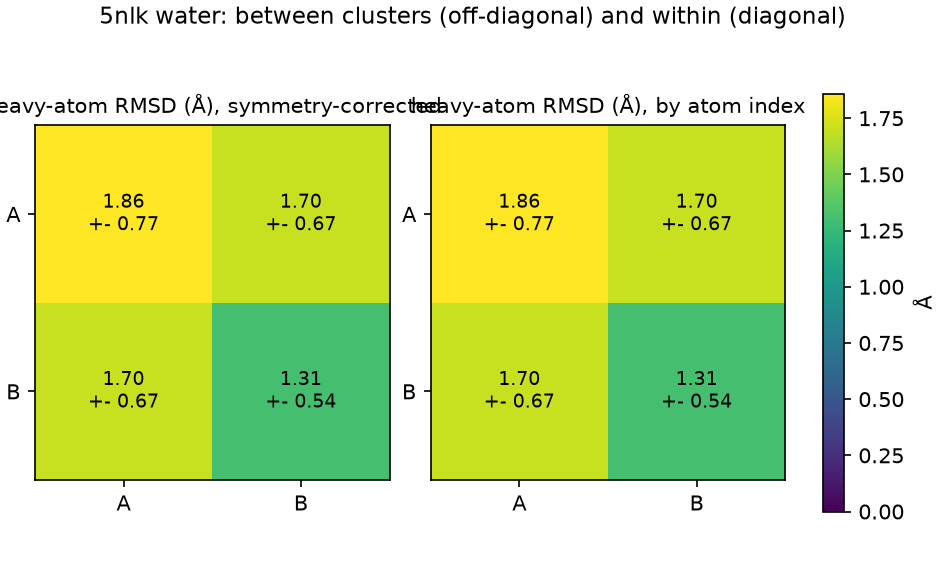 5nlk water: between clusters (off-diagonal) and within (diagonal)
eavy-atom RMSD (Å), symmetry-corrected
heavy-atom RMSD (Å), by atom index
A
1.86
+- 0.77
1.70
+- 0.67
B
1.70
+- 0.67
1.31
+- 0.54
A
B
A
1.86
+- 0.77
1.70
+- 0.67
B
1.70
+- 0.67
1.31
+- 0.54
A
B
1.75
1.50
1.25
1.00
0.75
0.50
0.25
0.00
Å